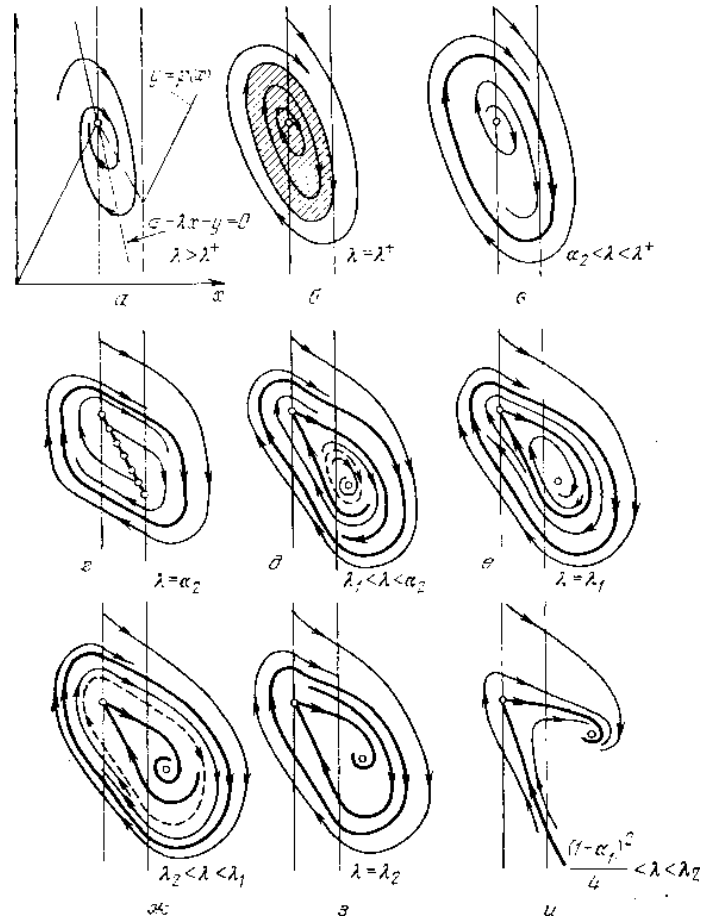 y=φ(x)
σ-λx-y=0
λ>λ⁺
x
а
λ=λ⁺
б
α₂<λ<λ⁺
в
λ=α₂
г
λ₁<λ<α₂
д
λ=λ₁
е
λ₂<λ<λ₁
ж
λ=λ₂
з
(1-α₁)²
4
<λ<λ₂
и